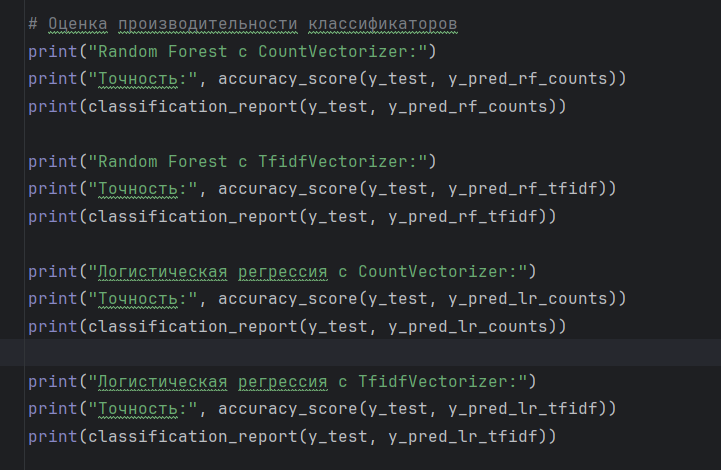 # Оценка производительности классификаторов
print("Random Forest с CountVectorizer:")
print("Точность:", accuracy_score(y_test, y_pred_rf_counts))
print(classification_report(y_test, y_pred_rf_counts))
print("Random Forest с TfidfVectorizer:")
print("Точность:", accuracy_score(y_test, y_pred_rf_tfidf))
print(classification_report(y_test, y_pred_rf_tfidf))
print("Логистическая регрессия с CountVectorizer:")
print("Точность:", accuracy_score(y_test, y_pred_lr_counts))
print(classification_report(y_test, y_pred_lr_counts))
print("Логистическая регрессия с TfidfVectorizer:")
print("Точность:", accuracy_score(y_test, y_pred_lr_tfidf))
print(classification_report(y_test, y_pred_lr_tfidf))